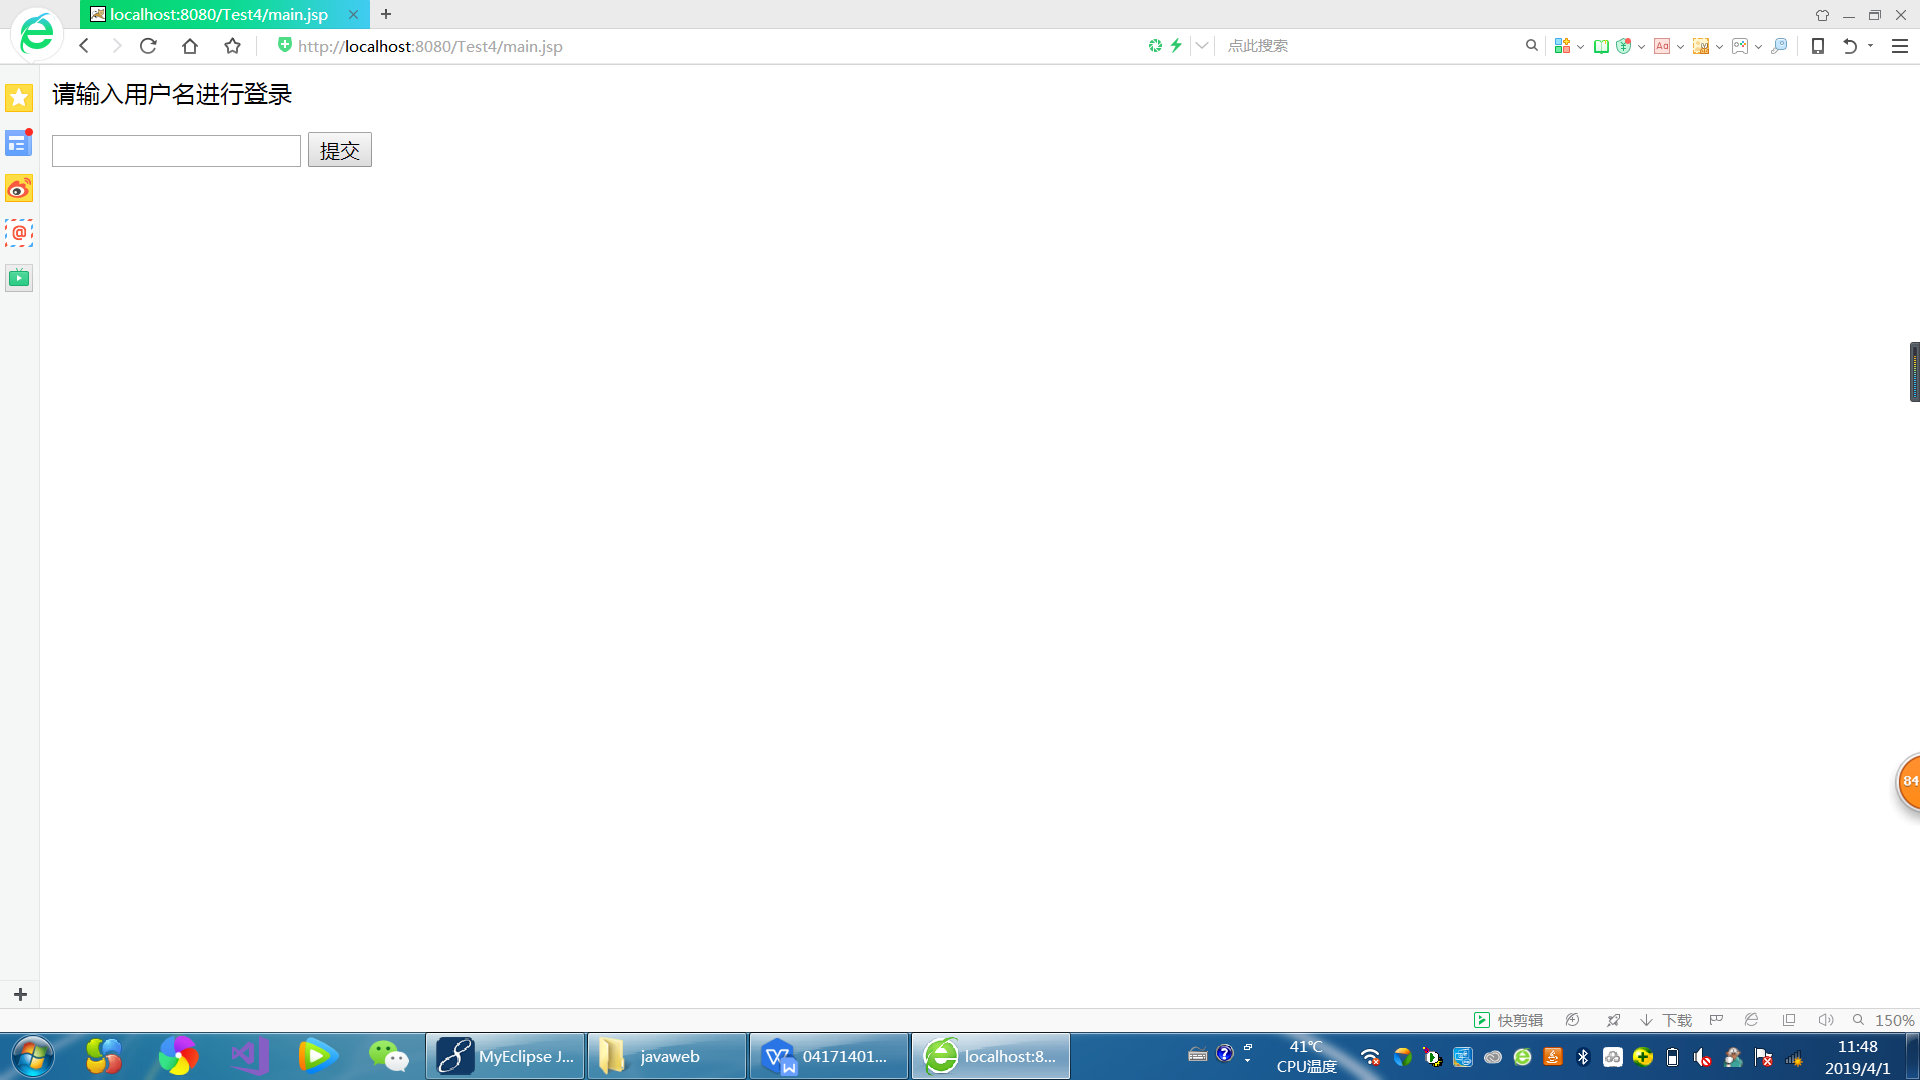 localhost:8080/Test4/main.jsp
http://localhost:8080/Test4/main.jsp
点此搜索
请输入用户名进行登录
提交
84
快剪辑
下载
150%
MyEclipse J...
javaweb
04171401...
localhost:8...
41℃
CPU温度
11:48
2019/4/1